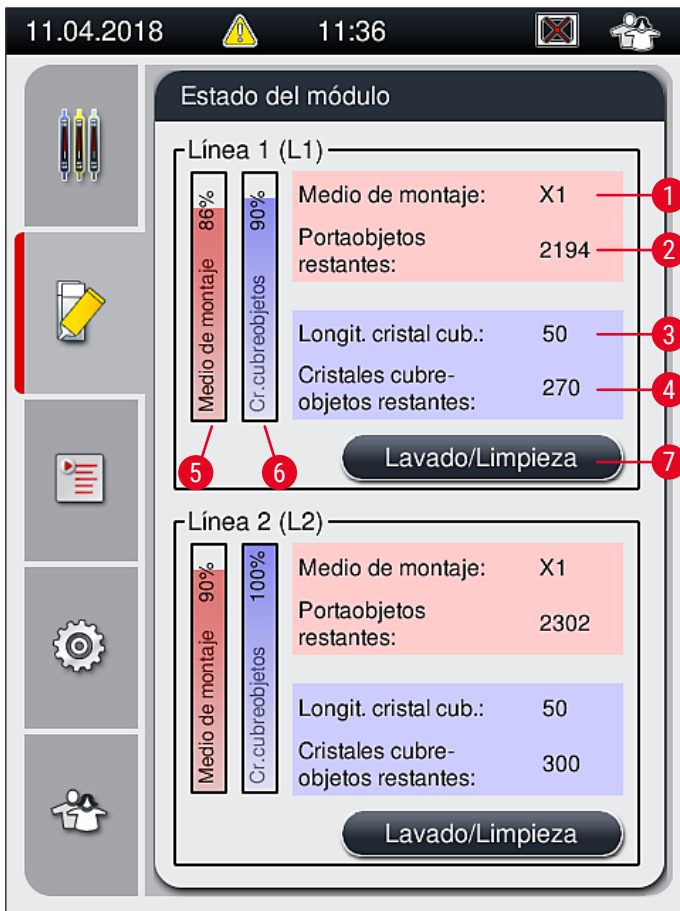 11.04.2018 11:36
Estado del módulo
Línea 1 (L1)
86%
Medio de montaje
90%
Cr.cubreobjetos
Medio de montaje: X1 1
Portaobjetos
restantes: 2194 2
Longit. cristal cub.: 50 3
Cristales cubre-
objetos restantes: 270 4
5 6
Lavado/Limpieza 7
Línea 2 (L2)
90%
Medio de montaje
100%
Cr.cubreobjetos
Medio de montaje: X1
Portaobjetos
restantes: 2302
Longit. cristal cub.: 50
Cristales cubre-
objetos restantes: 300
Lavado/Limpieza